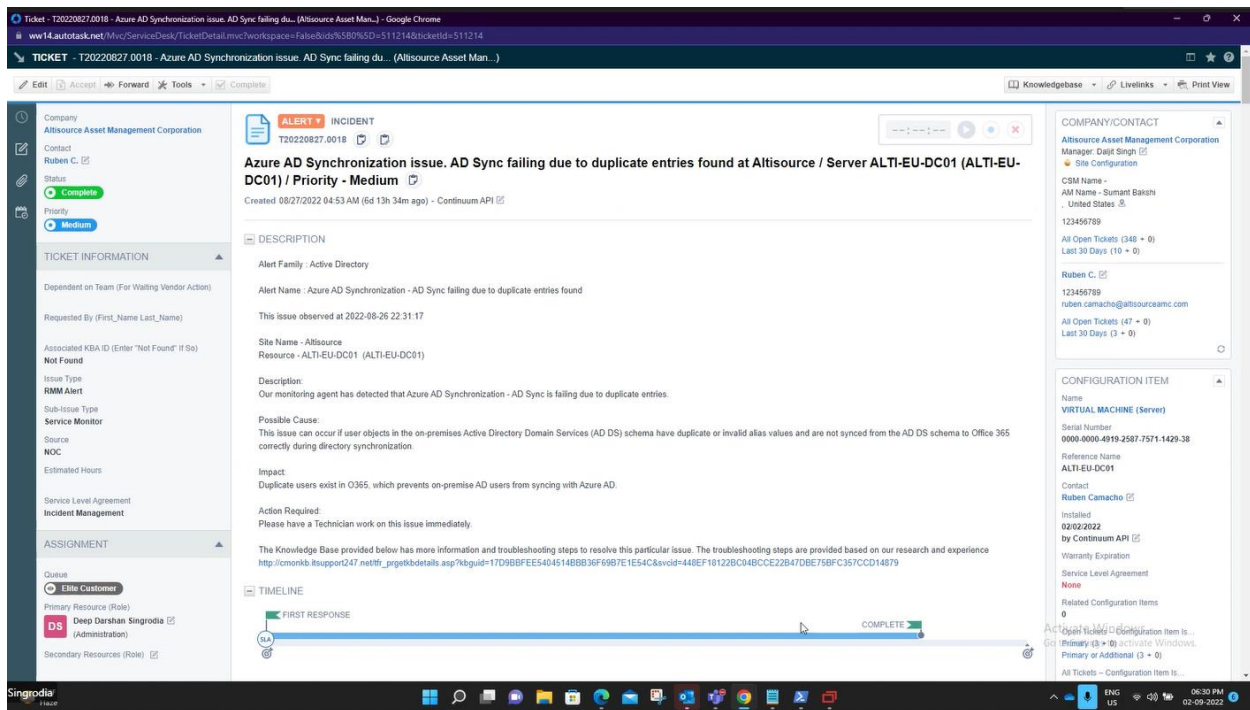 Ticket - T20220827.0018 - Azure AD Synchronization issue. AD Sync failing du... (Altisource Asset Man...) - Google Chrome
ww14.autotask.net/Mvc/ServiceDesk/TicketDetail.mvc?workspace=False&ids%5B0%5D=511214&ticketId=511214
TICKET - T20220827.0018 - Azure AD Synchronization issue. AD Sync failing du... (Altisource Asset Man...)
Edit Accept Forward Tools Complete Knowledgebase Livelinks Print View
Company
Altisource Asset Management Corporation
Contact
Ruben C.
Status
Complete
Priority
Medium
TICKET INFORMATION
Dependent on Team (For Waiting Vendor Action)
Requested By (First_Name Last_Name)
Associated KBA ID (Enter "Not Found" If So)
Not Found
Issue Type
RMM Alert
Sub-Issue Type
Service Monitor
Source
NOC
Estimated Hours
Service Level Agreement
Incident Management
ASSIGNMENT
Queue
Elite Customer
Primary Resource (Role)
DS Deep Darshan Singrodia
(Administration)
Secondary Resources (Role)
ALERT INCIDENT
T20220827.0018
--:--:--
Azure AD Synchronization issue. AD Sync failing due to duplicate entries found at Altisource / Server ALTI-EU-DC01 (ALTI-EU-
DC01) / Priority - Medium
Created 08/27/2022 04:53 AM (6d 13h 34m ago) - Continuum API
DESCRIPTION
Alert Family : Active Directory
Alert Name : Azure AD Synchronization - AD Sync failing due to duplicate entries found
This issue observed at 2022-08-26 22:31:17
Site Name - Altisource
Resource - ALTI-EU-DC01 (ALTI-EU-DC01)
Description:
Our monitoring agent has detected that Azure AD Synchronization - AD Sync is failing due to duplicate entries.
Possible Cause:
This issue can occur if user objects in the on-premises Active Directory Domain Services (AD DS) schema have duplicate or invalid alias values and are not synced from the AD DS schema to Office 365
correctly during directory synchronization.
Impact:
Duplicate users exist in O365, which prevents on-premise AD users from syncing with Azure AD.
Action Required:
Please have a Technician work on this issue immediately.
The Knowledge Base provided below has more information and troubleshooting steps to resolve this particular issue. The troubleshooting steps are provided based on our research and experience
http://cmonkb.itsupport247.net/tfr_prgetkbdetails.asp?kbguid=17D9BBFEE5404514BBB36F69B7E1E54C&svcid=448EF18122BC04BCCE22B47DBE75BFC357CCD14879
TIMELINE
FIRST RESPONSE COMPLETE
SLA
COMPANY/CONTACT
Altisource Asset Management Corporation
Manager: Daljit Singh
Site Configuration
CSM Name -
AM Name - Sumant Bakshi
, United States
123456789
All Open Tickets (348 + 0)
Last 30 Days (10 + 0)
Ruben C.
123456789
ruben.camacho@altisourceamc.com
All Open Tickets (47 + 0)
Last 30 Days (3 + 0)
CONFIGURATION ITEM
Name
VIRTUAL MACHINE (Server)
Serial Number
0000-0000-4919-2587-7571-1429-38
Reference Name
ALTI-EU-DC01
Contact
Ruben Camacho
Installed
02/02/2022
by Continuum API
Warranty Expiration
Service Level Agreement
None
Related Configuration Items
0
Activate Windows
Open Tickets – Configuration Item Is...
Go to Settings to activate Windows.
Primary (3 + 0)
Primary or Additional (3 + 0)
All Tickets – Configuration Item Is...
Singrodia
Haze
ENG
US
06:30 PM
02-09-2022